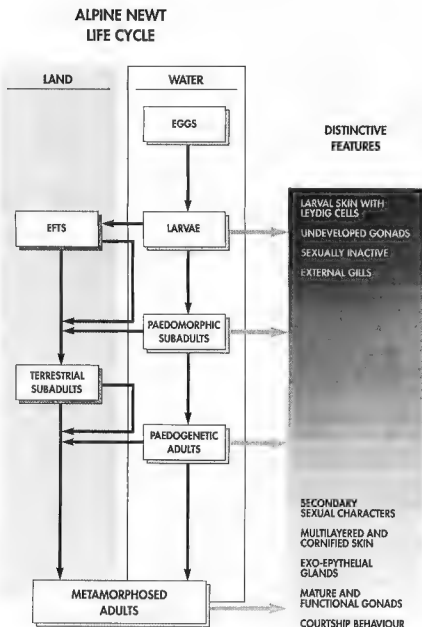 ALPINE NEWT
LIFE CYCLE
LAND
WATER
EGGS
DISTINCTIVE
FEATURES
LARVAL SKIN WITH
LEYDIG CELLS
EFTS
LARVAE
UNDEVELOPED GONADS
SEXUALLY INACTIVE
EXTERNAL GILLS
PAEDOMORPHIC
SUBADULTS
TERRESTRIAL
SUBADULTS
PAEDOGENETIC
ADULTS
SECONDARY
SEXUAL CHARACTERS
MULTILAYERED AND
CORNIFIED SKIN
EXO-EPYTHELIAL
GLANDS
METAMORPHOSED
ADULTS
MATURE AND
FUNCTIONAL GONADS
COURTSHIP BEHAVIOUR